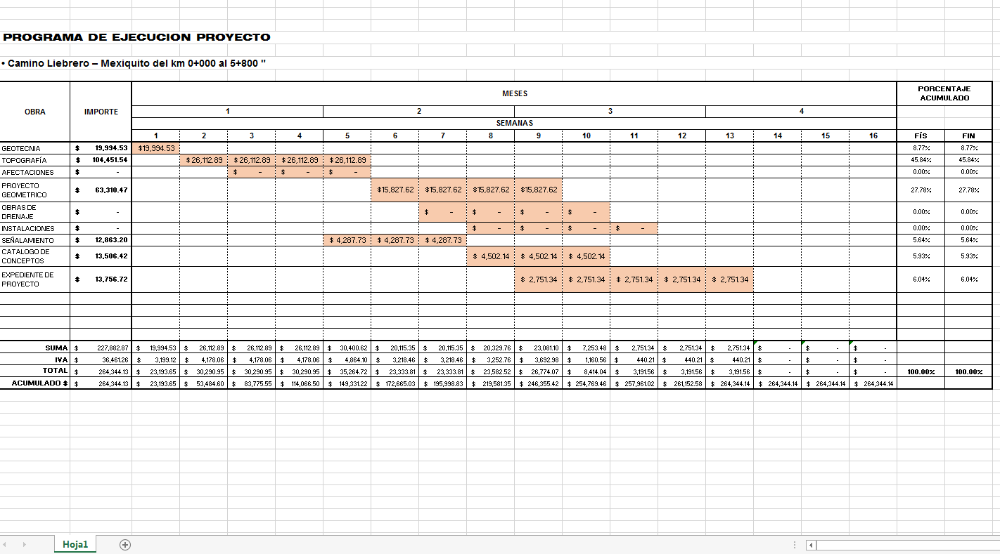 PROGRAMA DE EJECUCION PROYECTO
• Camino Liebrero – Mexiquito del km 0+000 al 5+800 "
OBRA IMPORTE MESES PORCENTAJE ACUMULADO
1 2 3 4
SEMANAS
1 2 3 4 5 6 7 8 9 10 11 12 13 14 15 16 FÍS FIN
GEOTECNIA $ 19,994.53 $19,994.53 8.77% 8.77%
TOPOGRAFÍA $ 104,451.54 $26,112.89 $26,112.89 $26,112.89 $26,112.89 45.84% 45.84%
AFECTACIONES $ - $ - $ - $ - 0.00% 0.00%
PROYECTO GEOMETRICO $ 63,310.47 $15,827.62 $15,827.62 $15,827.62 $15,827.62 27.78% 27.78%
OBRAS DE DRENAJE $ - $ - $ - $ - $ - 0.00% 0.00%
INSTALACIONES $ - $ - $ - $ - $ - 0.00% 0.00%
SEÑALAMIENTO $ 12,863.20 $ 4,287.73 $ 4,287.73 $ 4,287.73 5.64% 5.64%
CATALOGO DE CONCEPTOS $ 13,506.42 $ 4,502.14 $ 4,502.14 $ 4,502.14 5.93% 5.93%
EXPEDIENTE DE PROYECTO $ 13,756.72 $ 2,751.34 $ 2,751.34 $ 2,751.34 $ 2,751.34 $ 2,751.34 6.04% 6.04%
SUMA $ 227,882.87 $ 19,994.53 $ 26,112.89 $ 26,112.89 $ 26,112.89 $ 30,400.62 $ 20,115.35 $ 20,115.35 $ 20,329.76 $ 23,081.10 $ 7,253.48 $ 2,751.34 $ 2,751.34 $ 2,751.34 $ - $ - $ -
IVA $ 36,461.26 $ 3,199.12 $ 4,178.06 $ 4,178.06 $ 4,178.06 $ 4,864.10 $ 3,218.46 $ 3,218.46 $ 3,252.76 $ 3,692.98 $ 1,160.56 $ 440.21 $ 440.21 $ 440.21 $ - $ - $ -
TOTAL $ 264,344.13 $ 23,193.65 $ 30,290.95 $ 30,290.95 $ 30,290.95 $ 35,264.72 $ 23,333.81 $ 23,333.81 $ 23,582.52 $ 26,774.07 $ 8,414.04 $ 3,191.56 $ 3,191.56 $ 3,191.56 $ - $ - $ - 100.00% 100.00%
ACUMULADO $ $ 264,344.13 $ 23,193.65 $ 53,484.60 $ 83,775.55 $ 114,066.50 $ 149,331.22 $ 172,665.03 $ 195,998.83 $ 219,581.35 $ 246,355.42 $ 254,769.46 $ 257,961.02 $ 261,152.58 $ 264,344.14 $ 264,344.14 $ 264,344.14 $ 264,344.14
Hoja1